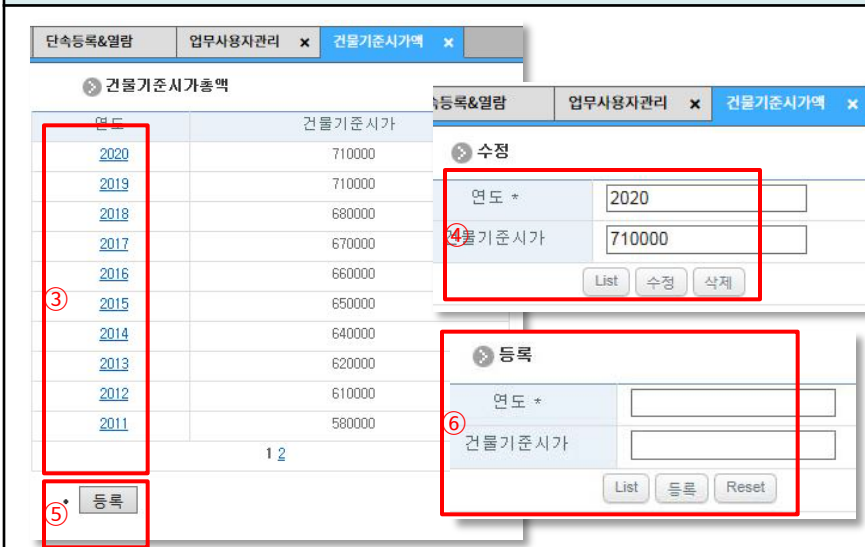 단속등록&열람 업무사용자관리 × 건물기준시가액 ×
건물기준시가총액
연도 건물기준시가
2020 710000
2019 710000
2018 680000
2017 670000
2016 660000
③
2015 650000
2014 640000
2013 620000
2012 610000
2011 580000
1 2
⑤
• 등록
등록&열람 업무사용자관리 × 건물기준시가액 ×
수정
연도 * 2020
④
물기준시가 710000
List 수정 삭제
등록
연도 *
⑥
건물기준시가
List 등록 Reset